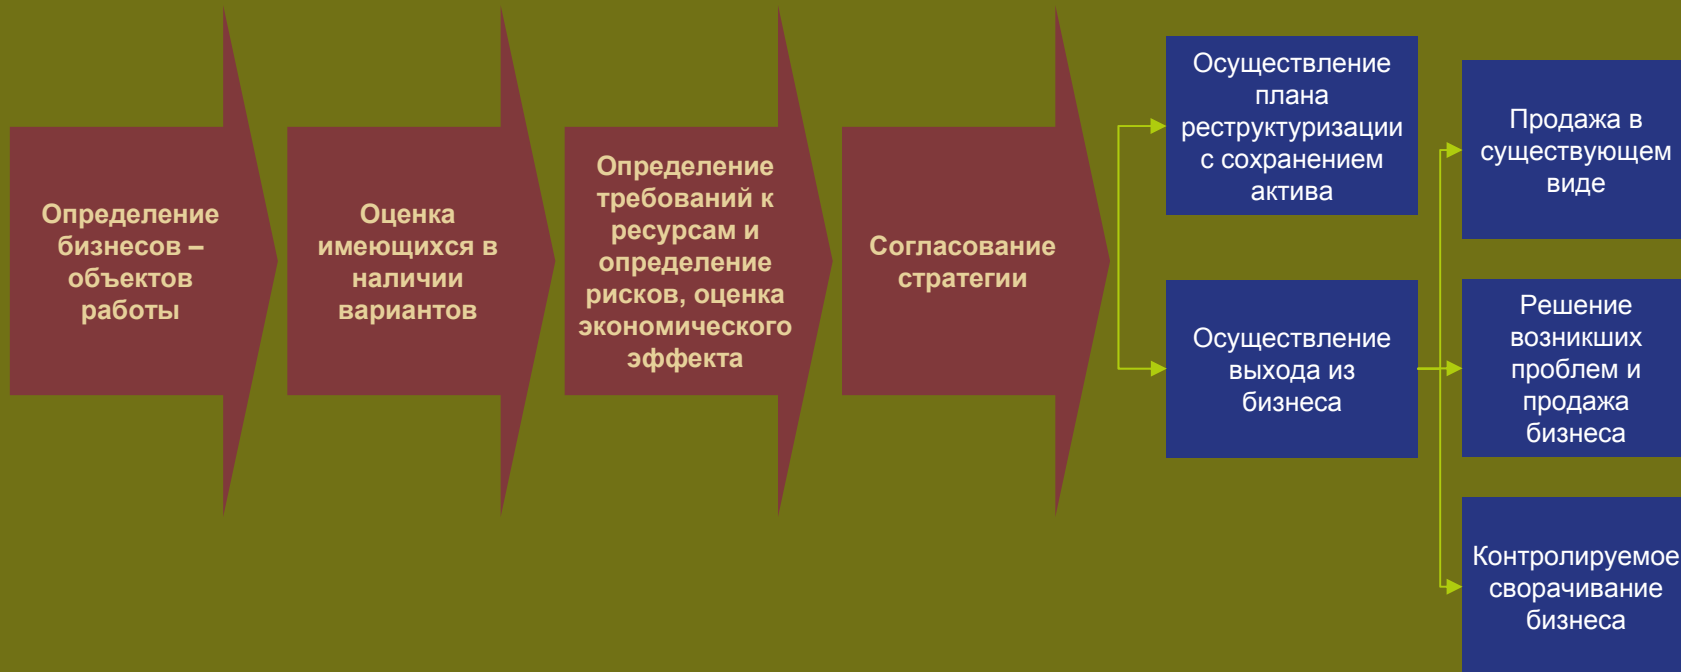 Определение
бизнесов –
объектов
работы
Оценка
имеющихся в
наличии
вариантов
Определение
требований к
ресурсам и
определение
рисков, оценка
экономического
эффекта
Согласование
стратегии
Осуществление
плана
реструктуризации
с сохранением
актива
Осуществление
выхода из
бизнеса
Продажа в
существующем
виде
Решение
возникших
проблем и
продажа
бизнеса
Контролируемое
сворачивание
бизнеса